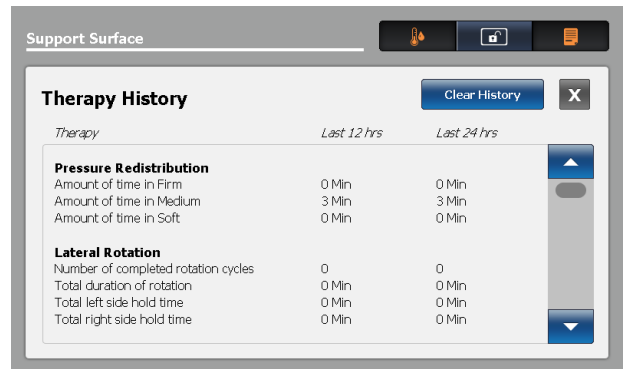 Support Surface
Therapy History
Clear History
X
Therapy Last 12 hrs Last 24 hrs
Pressure Redistribution
Amount of time in Firm 0 Min 0 Min
Amount of time in Medium 3 Min 3 Min
Amount of time in Soft 0 Min 0 Min
Lateral Rotation
Number of completed rotation cycles 0 0
Total duration of rotation 0 Min 0 Min
Total left side hold time 0 Min 0 Min
Total right side hold time 0 Min 0 Min